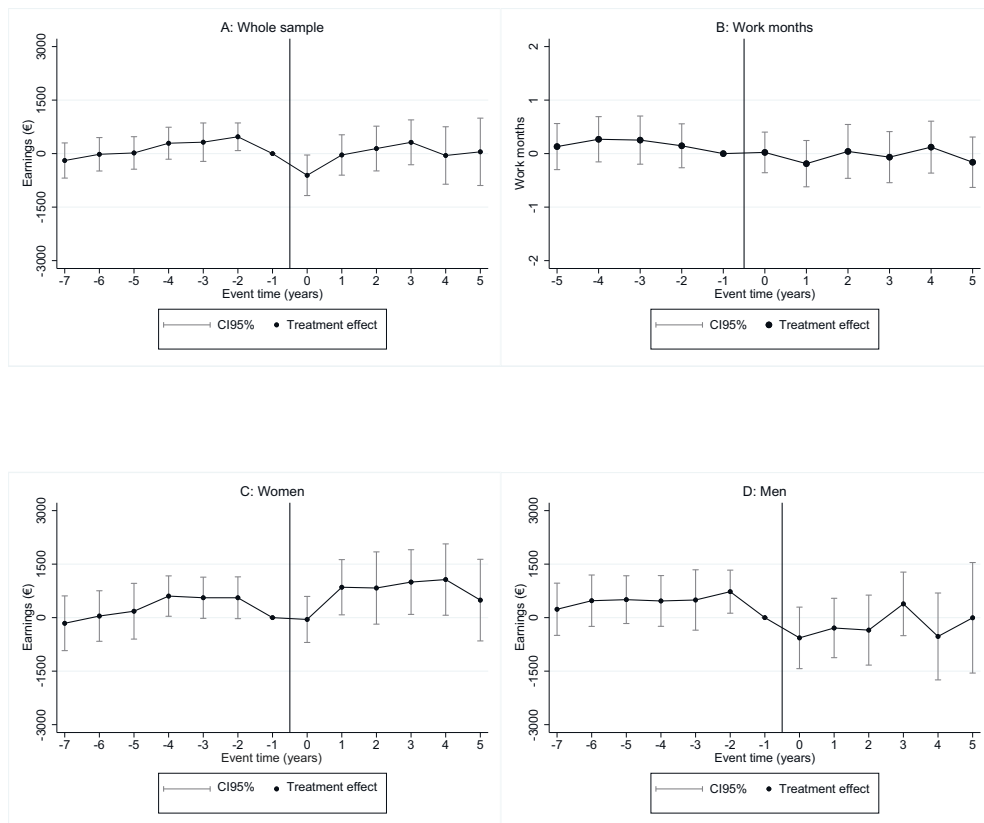 A: Whole sample
Earnings (€)
3000
1500
0
-1500
-3000
-7 -6 -5 -4 -3 -2 -1 0 1 2 3 4 5
Event time (years)
CI95% Treatment effect
B: Work months
Work months
2
1
0
-1
-2
-5 -4 -3 -2 -1 0 1 2 3 4 5
Event time (years)
CI95% Treatment effect
C: Women
Earnings (€)
3000
1500
0
-1500
-3000
-7 -6 -5 -4 -3 -2 -1 0 1 2 3 4 5
Event time (years)
CI95% Treatment effect
D: Men
Earnings (€)
3000
1500
0
-1500
-3000
-7 -6 -5 -4 -3 -2 -1 0 1 2 3 4 5
Event time (years)
CI95% Treatment effect